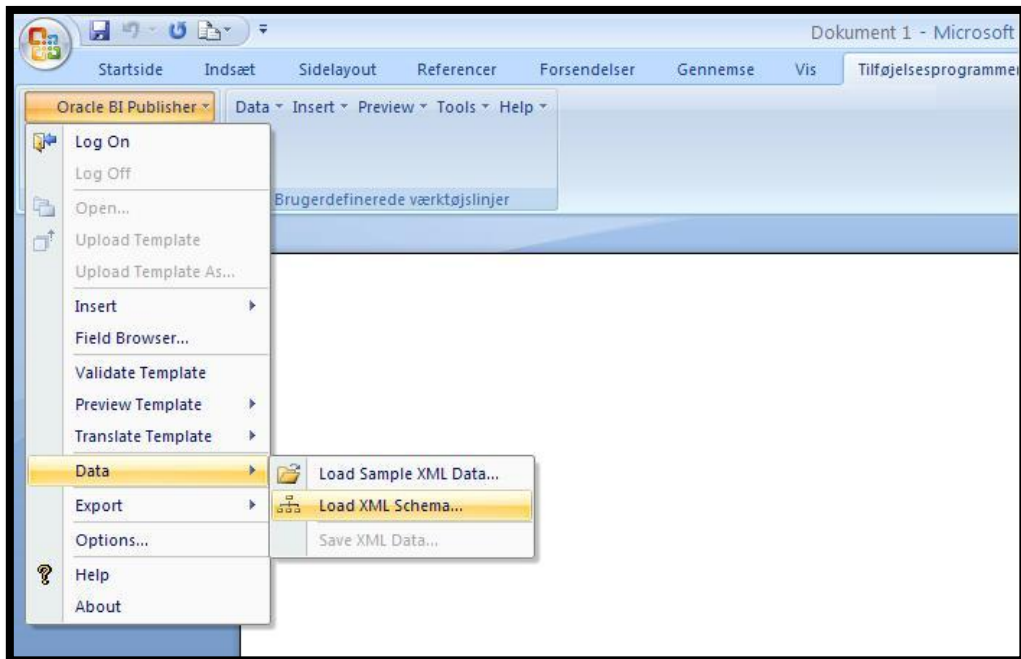 Dokument 1 - Microsoft
Startside Indsæt Sidelayout Referencer Forsendelser Gennemse Vis Tilføjelsesprogrammer
Oracle BI Publisher Data Insert Preview Tools Help
Brugerdefinerede værktøjslinjer
Log On
Log Off
Open...
Upload Template
Upload Template As...
Insert
Field Browser...
Validate Template
Preview Template
Translate Template
Data
Export
Options...
Help
About
Load Sample XML Data...
Load XML Schema...
Save XML Data...